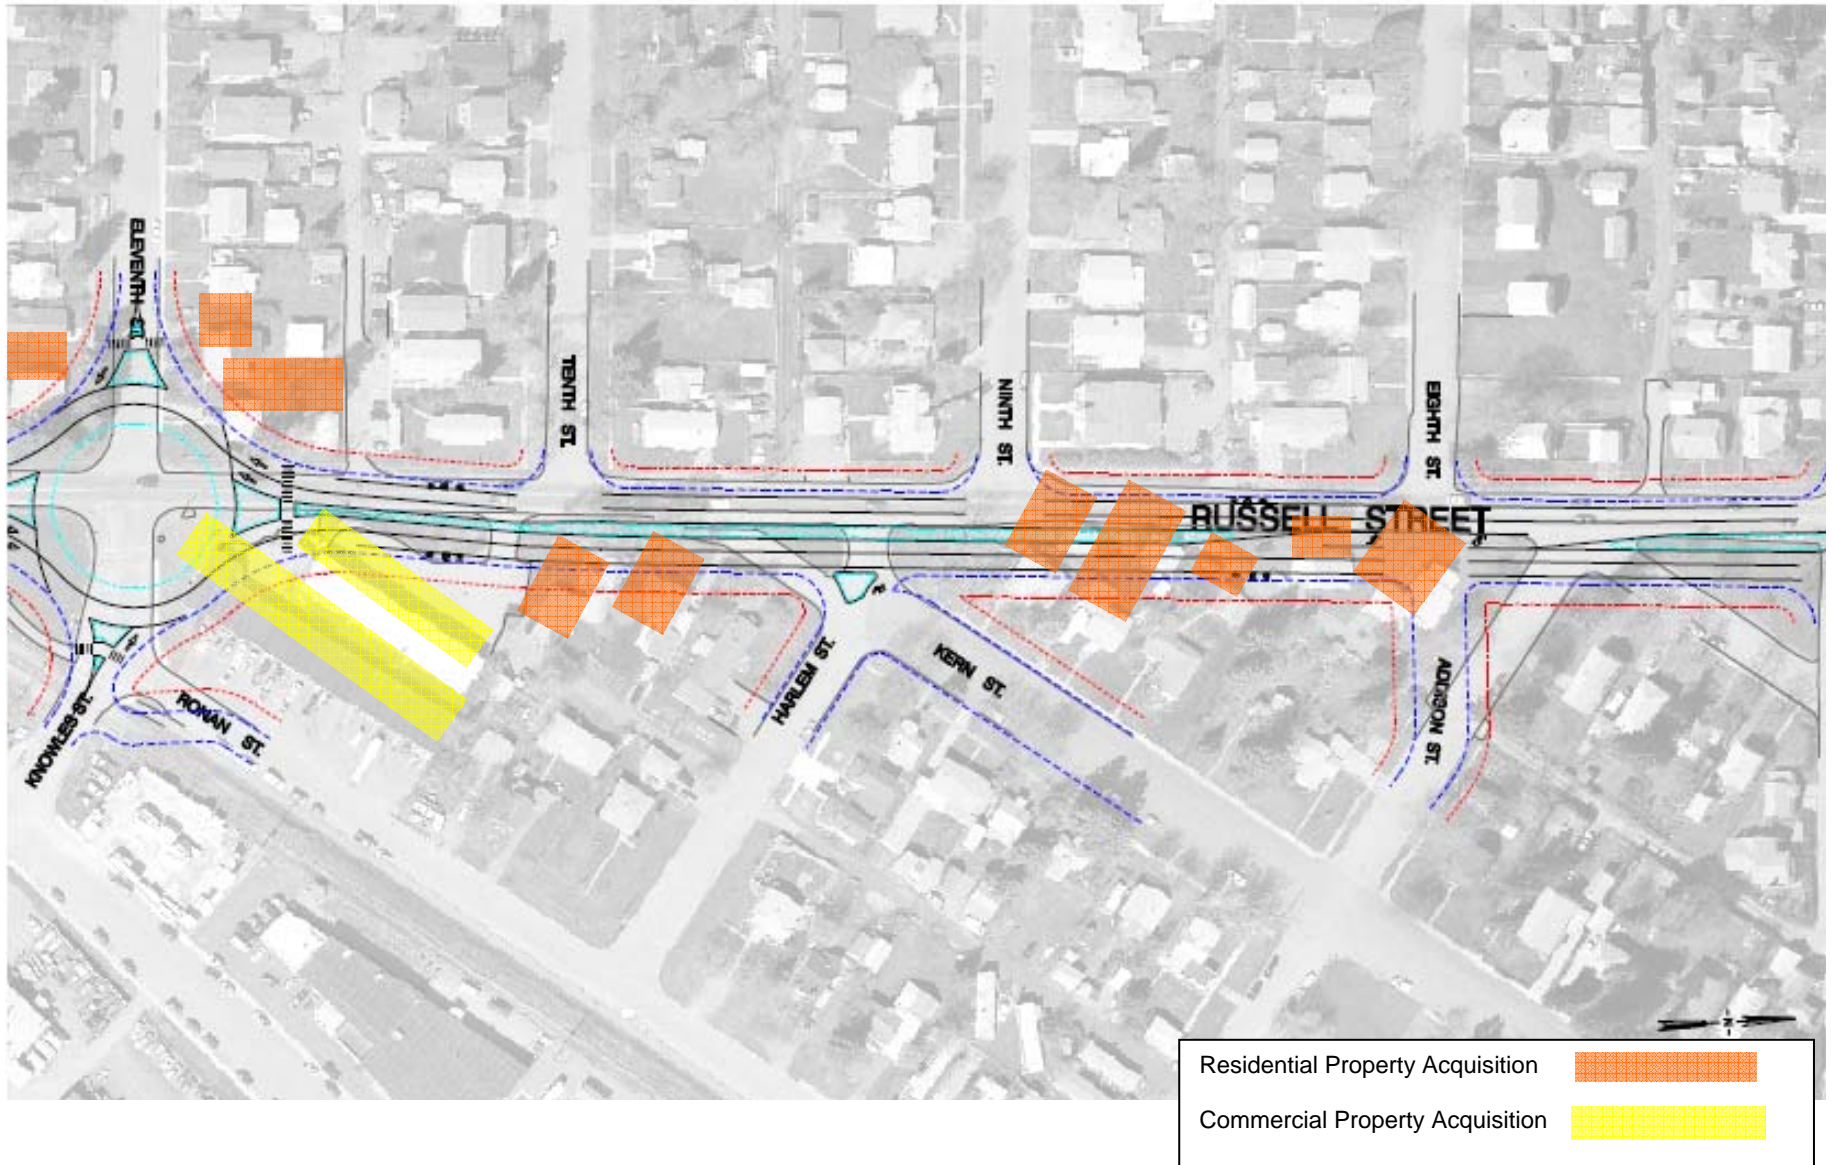 ELEVENTH
TENTH ST.
NINTH ST.
EIGHTH ST.
RUSSELL STREET
KNOWLES ST.
RONAN ST.
HARLEM ST.
KERN ST.
ADDISON ST.
N
Residential Property Acquisition
Commercial Property Acquisition